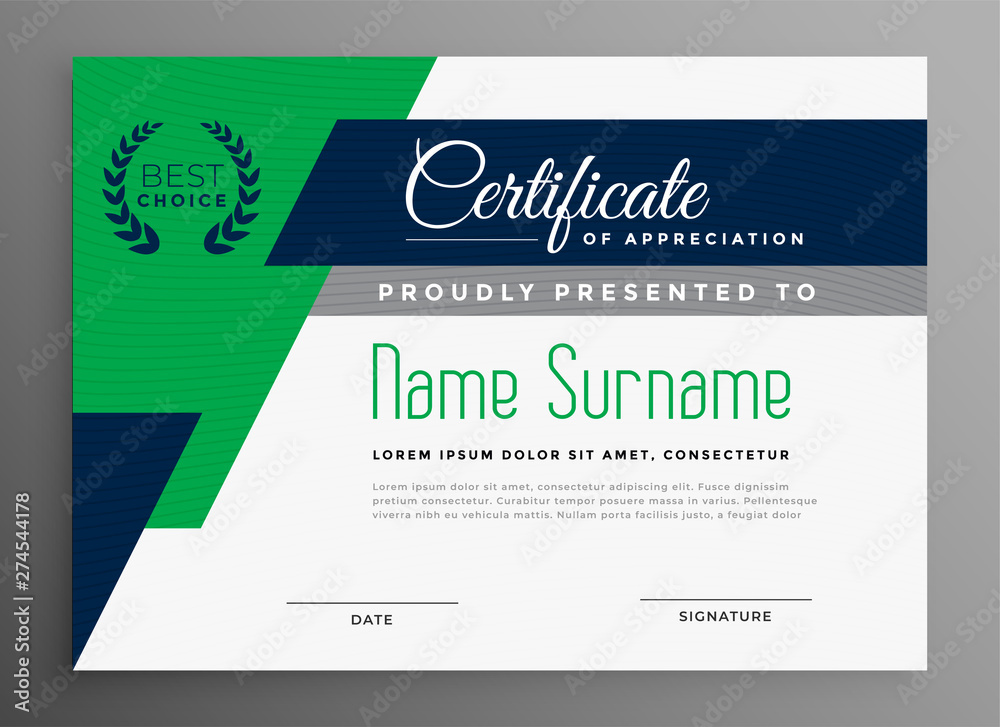 BEST
CHOICE
Certificate
OF APPRECIATION
PROUDLY PRESENTED TO
Name Surname
LOREM IPSUM DOLOR SIT AMET, CONSECTETUR
Lorem ipsum dolor sit amet, consectetur. Fusce dignissim
pretium consectetur. Curabitur tempor posuere massa in varius. Pellentesque
viverra nibh eu vehicula mattis. Nullam porta facilisis justo, a feugiat dolor
DATE
SIGNATURE
Adobe Stock | #274544178
Adobe Stock